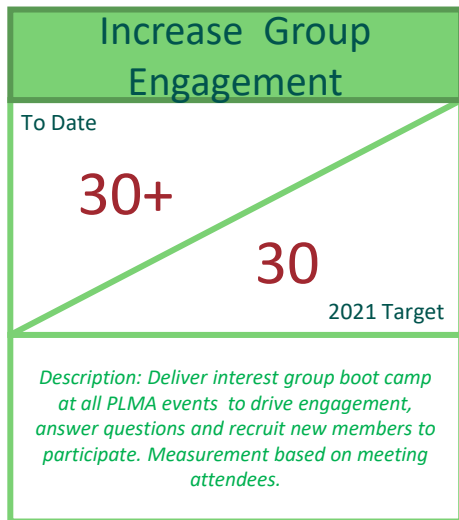 Increase Group
Engagement
To Date
30+
30
2021 Target
Description: Deliver interest group boot camp
at all PLMA events to drive engagement,
answer questions and recruit new members to
participate. Measurement based on meeting
attendees.